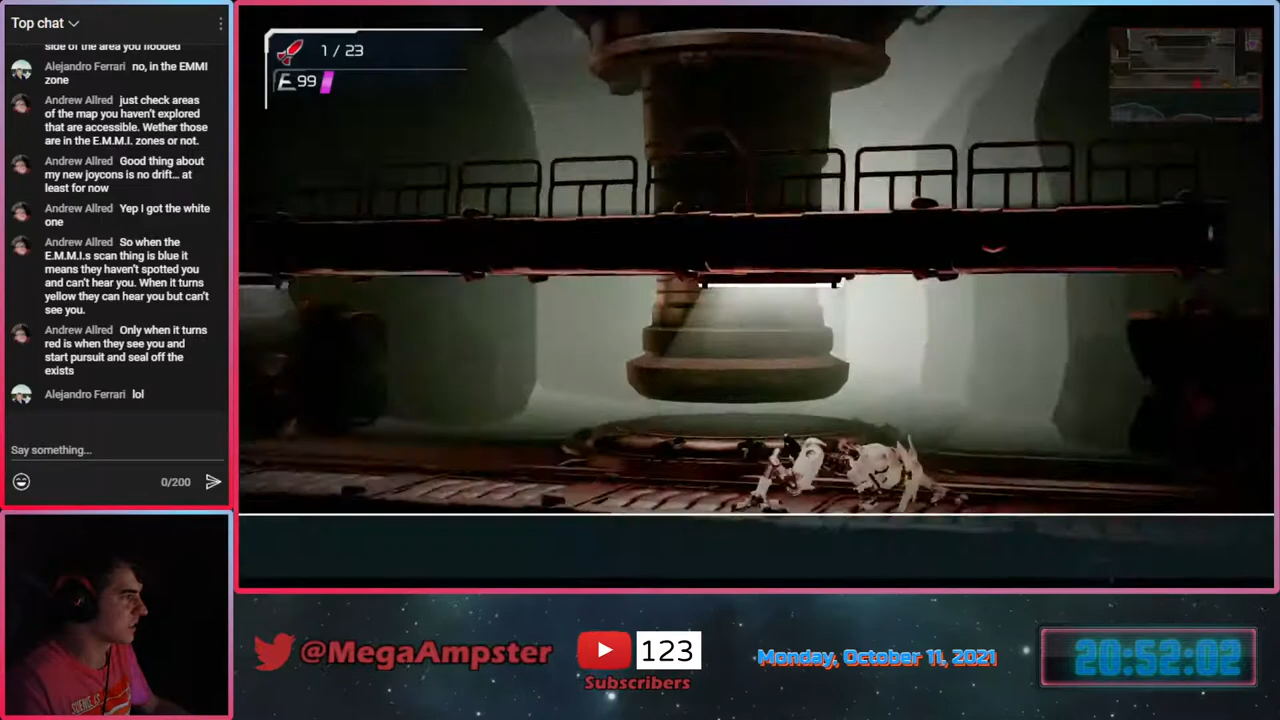 Top chat
side of the area you flooded
Alejandro Ferrari no, in the EMMI
zone
Andrew Allred just check areas
of the map you haven't explored
that are accessible. Wether those
are in the E.M.M.I. zones or not.
Andrew Allred Good thing about
my new joycons is no drift... at
least for now
Andrew Allred Yep I got the white
one
Andrew Allred So when the
E.M.M.I.s scan thing is blue it
means they haven't spotted you
and can't hear you. When it turns
yellow they can hear you but can't
see you.
Andrew Allred Only when it turns
red is when they see you and
start pursuit and seal off the
exists
Alejandro Ferrari lol
Say something...
0/200
1 / 23
E 99
@MegaAmpster
123
Subscribers
Monday, October 11, 2021
20:52:02